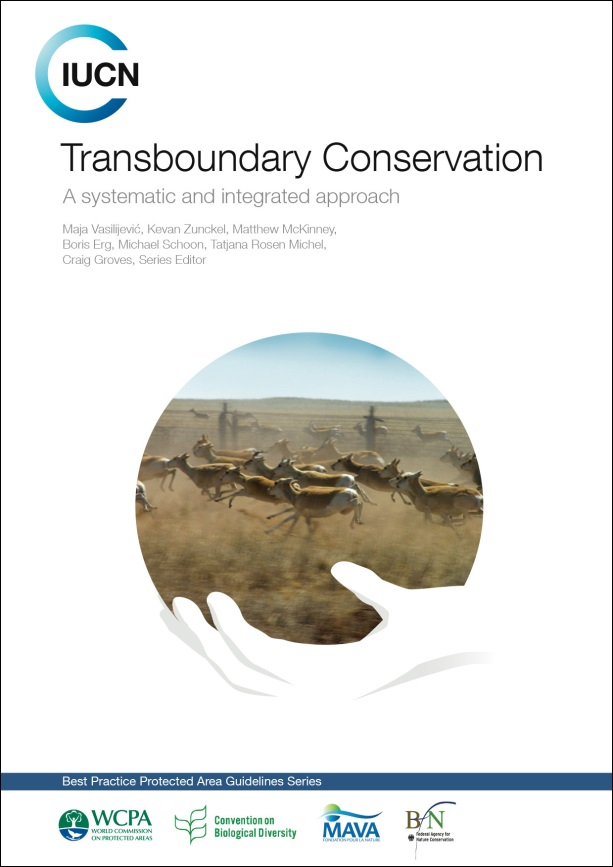 IUCN
Transboundary Conservation
A systematic and integrated approach
Maja Vasilijević, Kevan Zunckel, Matthew McKinney,
Boris Erg, Michael Schoon, Tatjana Rosen Michel,
Craig Groves, Series Editor
Best Practice Protected Area Guidelines Series
WCPA
WORLD COMMISSION
ON PROTECTED AREAS
Convention on
Biological Diversity
MAVA
FONDATION POUR LA NATURE
BfN
Federal Agency for
Nature Conservation